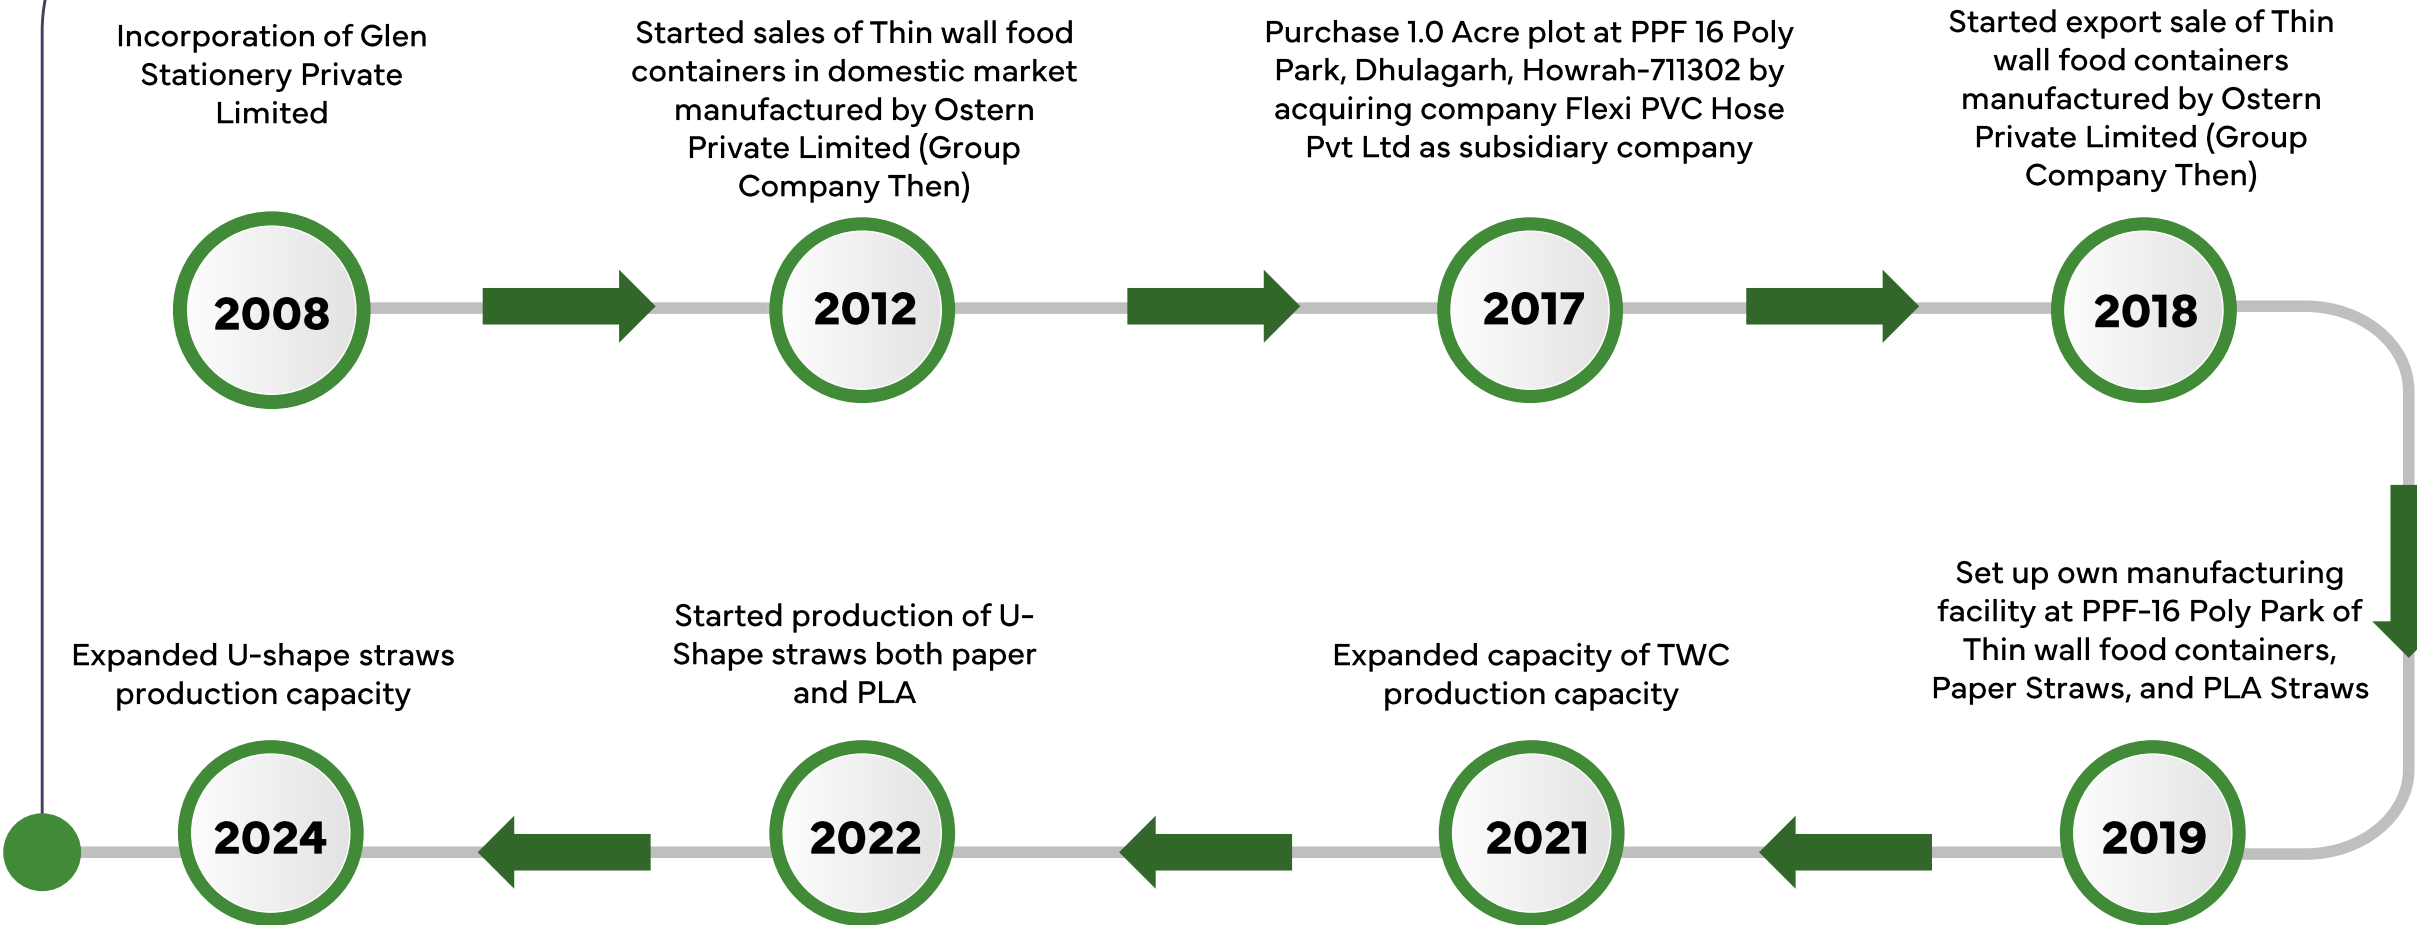 Incorporation of Glen
Stationery Private
Limited
2008
Started sales of Thin wall food
containers in domestic market
manufactured by Ostern
Private Limited (Group
Company Then)
2012
Purchase 1.0 Acre plot at PPF 16 Poly
Park, Dhulagarh, Howrah-711302 by
acquiring company Flexi PVC Hose
Pvt Ltd as subsidiary company
2017
Started export sale of Thin
wall food containers
manufactured by Ostern
Private Limited (Group
Company Then)
2018
Set up own manufacturing
facility at PPF-16 Poly Park of
Thin wall food containers,
Paper Straws, and PLA Straws
2019
Expanded capacity of TWC
production capacity
2021
Started production of U-
Shape straws both paper
and PLA
2022
Expanded U-shape straws
production capacity
2024